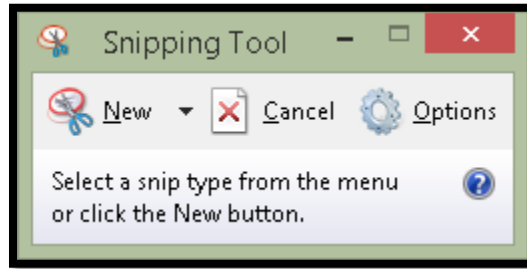 Snipping Tool
New Cancel Options
Select a snip type from the menu
or click the New button.